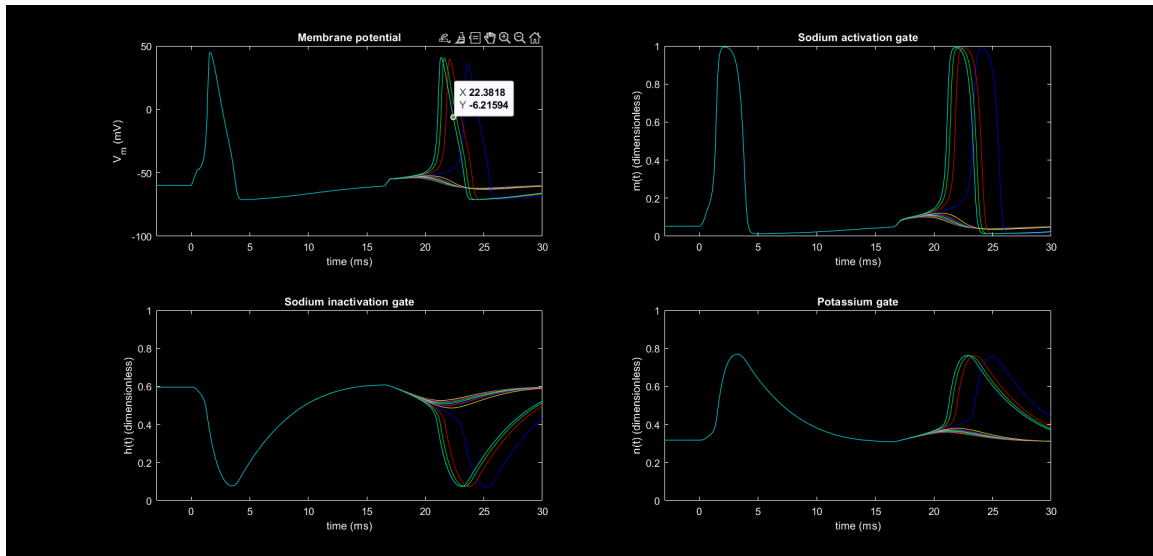 Membrane potential
50
0
-50
-100
V_m (mV)
X 22.3818
Y -6.21594
0 5 10 15 20 25 30
time (ms)
Sodium activation gate
1
0.8
0.6
0.4
0.2
0
m(t) (dimensionless)
0 5 10 15 20 25 30
time (ms)
Sodium inactivation gate
1
0.8
0.6
0.4
0.2
0
h(t) (dimensionless)
0 5 10 15 20 25 30
time (ms)
Potassium gate
1
0.8
0.6
0.4
0.2
0
n(t) (dimensionless)
0 5 10 15 20 25 30
time (ms)